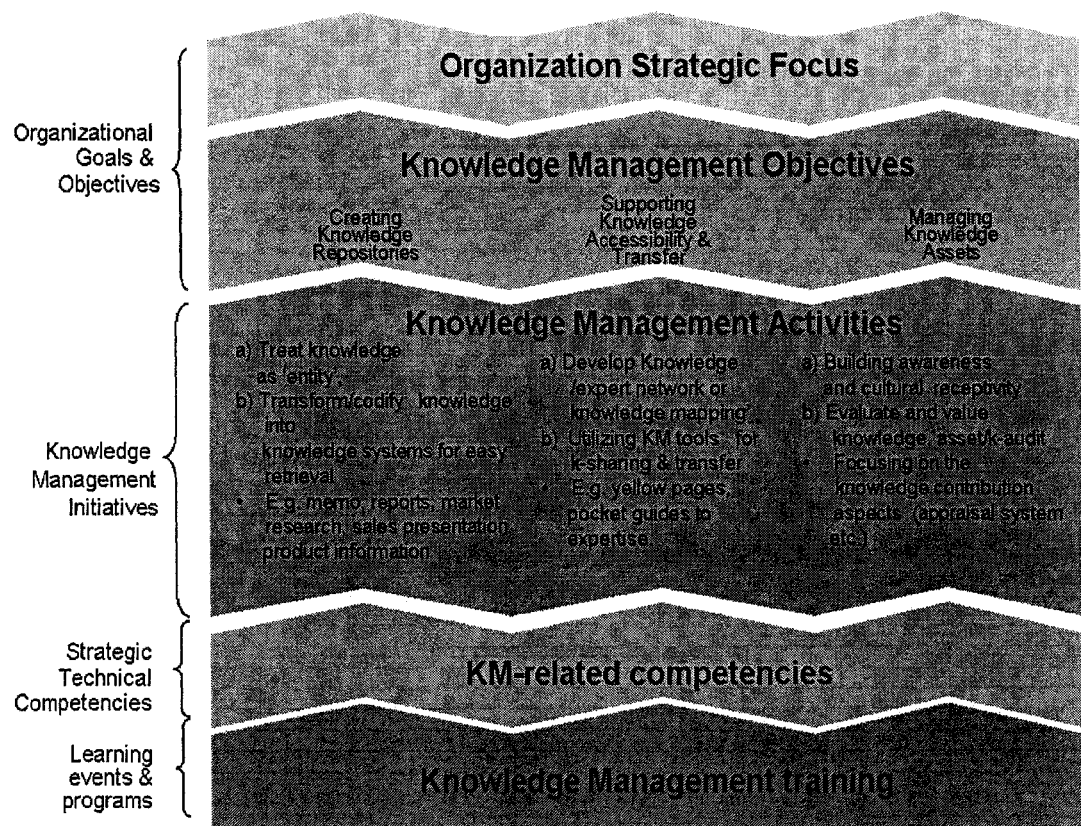 Organization Strategic Focus
Organizational
Goals &
Objectives
Knowledge Management Objectives
Creating
Knowledge
Repositories
Supporting
Knowledge
Accessibility &
Transfer
Managing
Knowledge
Assets
Knowledge
Management
Initiatives
Knowledge Management Activities
a) Treat knowledge
as 'entity',
b) Transform/codify knowledge
into
knowledge systems for easy
retrieval
• E.g. memo, reports, market
research, sales presentation,
product information
a) Develop Knowledge
/expert network or
knowledge mapping
b) Utilizing KM tools for
k-sharing & transfer
• E.g. yellow pages,
pocket guides to
expertise
a) Building awareness
and cultural receptivity
b) Evaluate and value
knowledge asset/k-audit
• Focusing on the
knowledge contribution
aspects (appraisal system
etc.)
Strategic
Technical
Competencies
KM-related competencies
Learning
events &
programs
Knowledge Management training